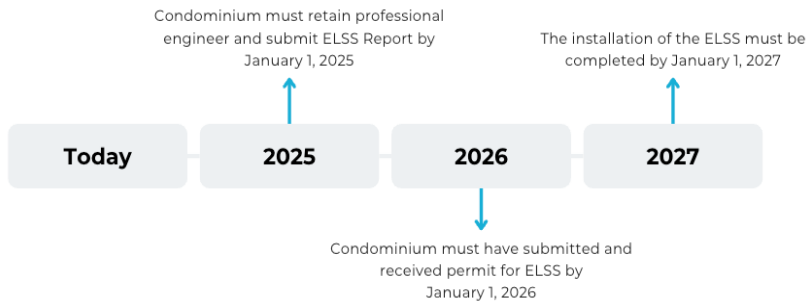 Condominium must retain professional
engineer and submit ELSS Report by
January 1, 2025
The installation of the ELSS must be
completed by January 1, 2027
Today
2025
2026
2027
Condominium must have submitted and
received permit for ELSS by
January 1, 2026